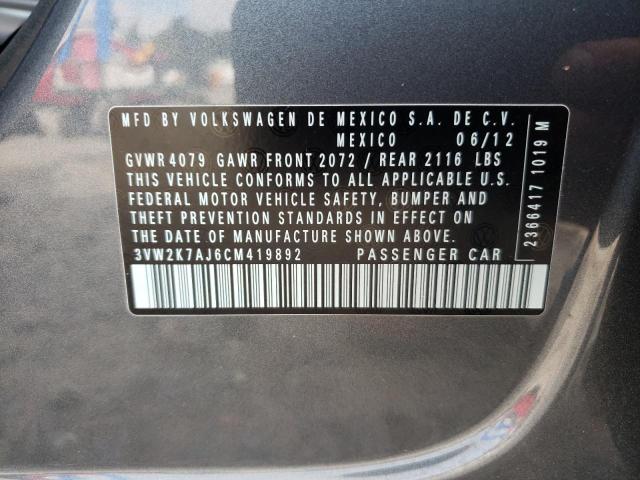 MFD BY VOLKSWAGEN DE MEXICO S.A. DE C.V.
MEXICO 06/12
GVWR 4079 GAWR FRONT 2072 / REAR 2116 LBS
THIS VEHICLE CONFORMS TO ALL APPLICABLE U.S.
FEDERAL MOTOR VEHICLE SAFETY, BUMPER AND
THEFT PREVENTION STANDARDS IN EFFECT ON
THE DATE OF MANUFACTURE SHOWN ABOVE.
3VW2K7AJ6CM419892 PASSENGER CAR
2366417 1019 M